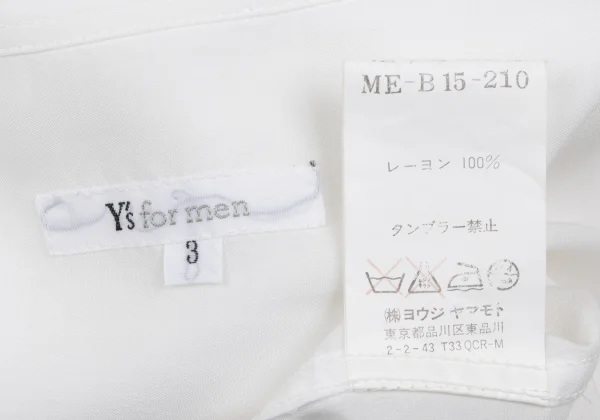 Y's for men
3
ME-B15-210
レーヨン 100%
タンブラー禁止
(株)ヨウジ ヤマモト
東京都品川区東品川
2-2-43 T33 QCR-M